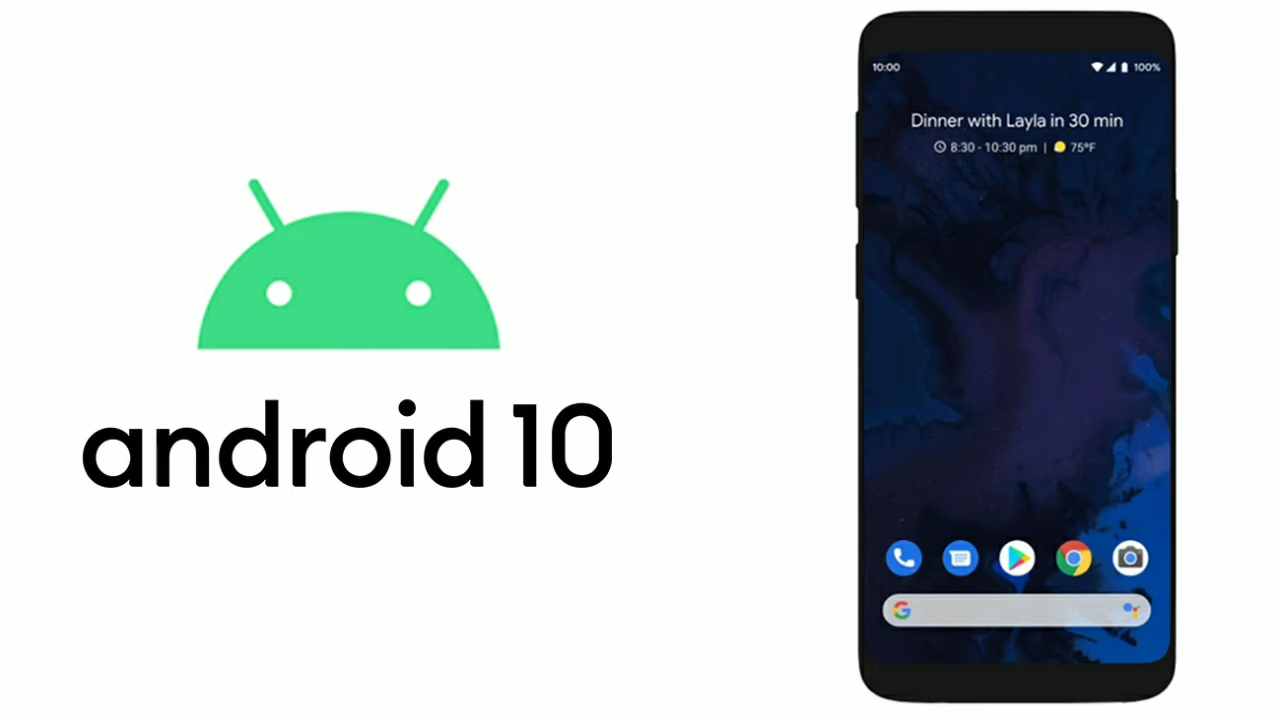 android 10
10:00
100%
Dinner with Layla in 30 min
8:30 - 10:30 pm | 75°F
G